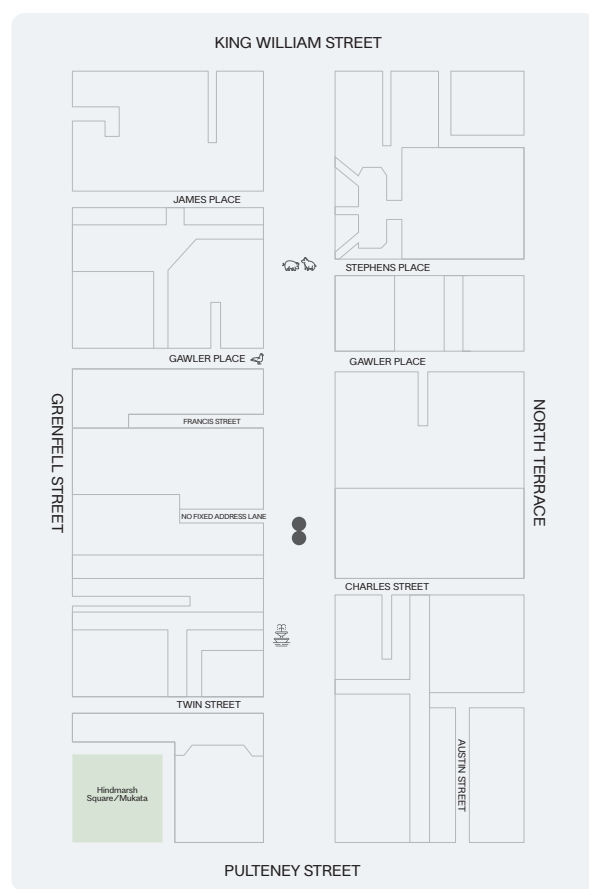 KING WILLIAM STREET
JAMES PLACE
STEPHENS PLACE
GAWLER PLACE
GAWLER PLACE
GRENFELL STREET
NORTH TERRACE
FRANCIS STREET
NO FIXED ADDRESS LANE
CHARLES STREET
TWIN STREET
AUSTIN STREET
Hindmarsh
Square/Mukata
PULTENEY STREET